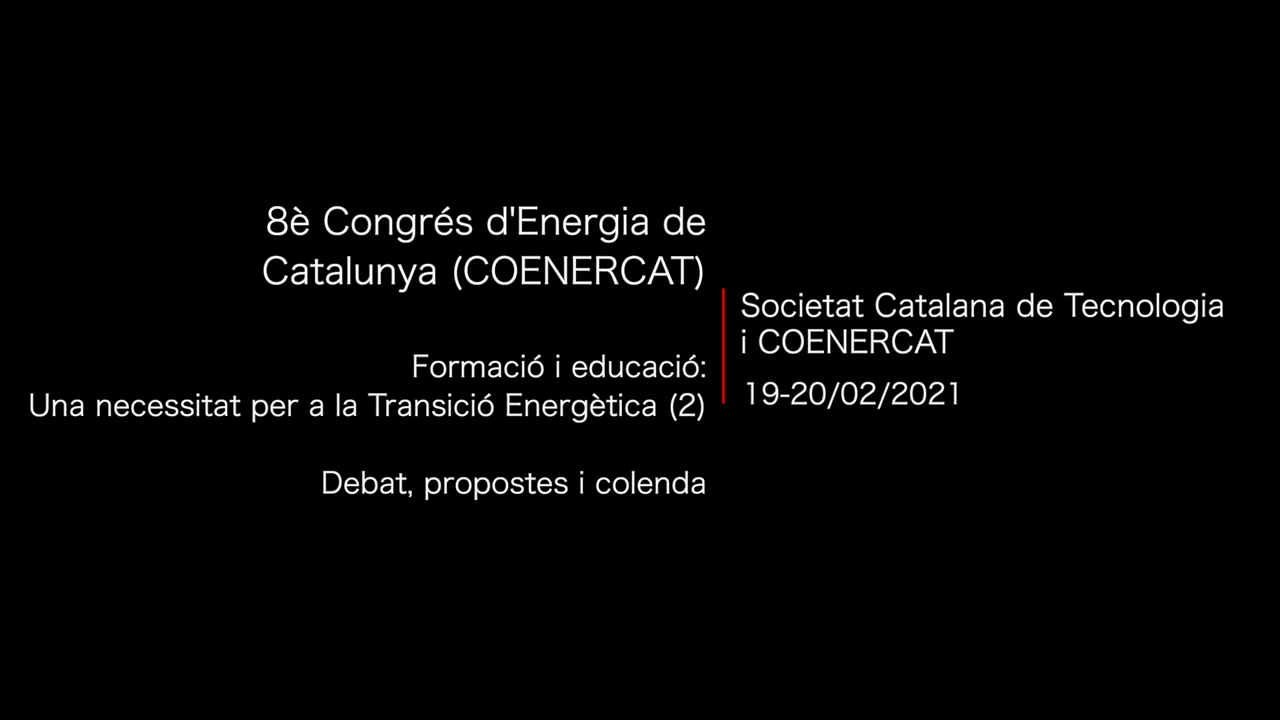 8è Congrés d'Energia de
Catalunya (COENERCAT)
Formació i educació:
Una necessitat per a la Transició Energètica (2)
Debat, propostes i colenda
Societat Catalana de Tecnologia
i COENERCAT
19-20/02/2021